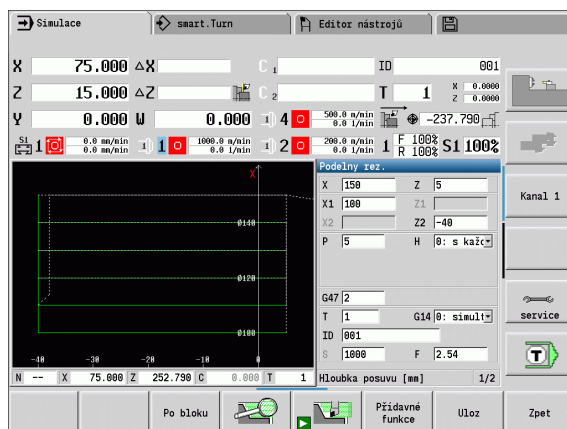 Simulace smart.Turn Editor nástrojů
X 75.000 △X C 1 ID 001
Z 15.000 △Z C 2 T 1 X 0.0000
Z 0.0000
Y 0.000 U 0.000 4 500.0 m/min
0.0 1/min -237.790
S1 1 0.0 mm/min
0.0 mm/min 1 1000.0 m/min
0.0 1/min 2 200.0 m/min
0.0 1/min 1 F 100%
R 100% S1 100%
X
Ø140
Ø120
Ø100
-40 -30 -20 -10 0
N -- X 75.000 Z 252.790 C 0.000 T 1
Podelny rez.
X 150 Z 5
X1 100 Z1
X2 Z2 -40
P 5 H 0: s každ
G47 2
T 1 G14 0: simult
ID 001
S 1000 F 2.54
Hloubka posuvu [mm] 1/2
Kanal 1
service
T
Po bloku
Přídavné
funkce
Uloz
Zpet